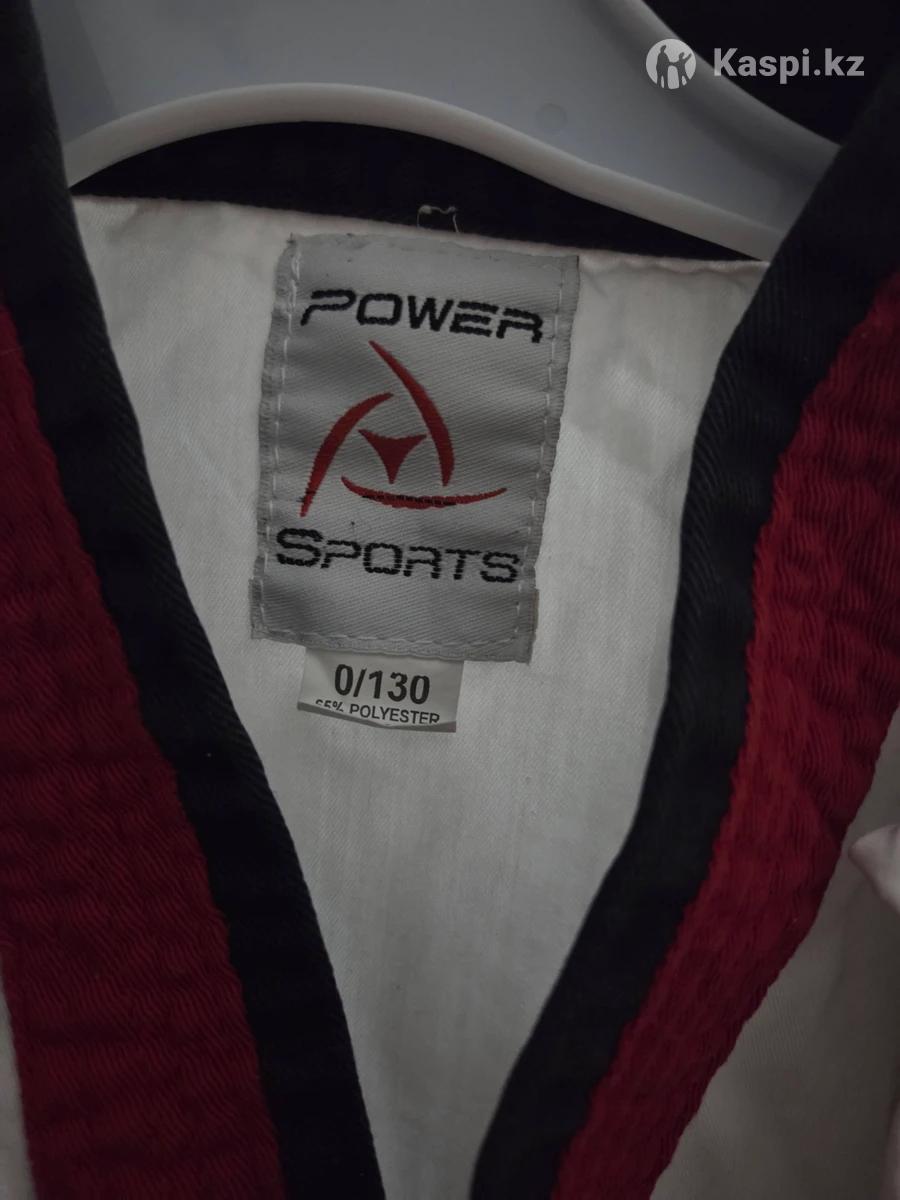 Kaspi.kz
POWER
SPORTS
0/130
65% POLYESTER